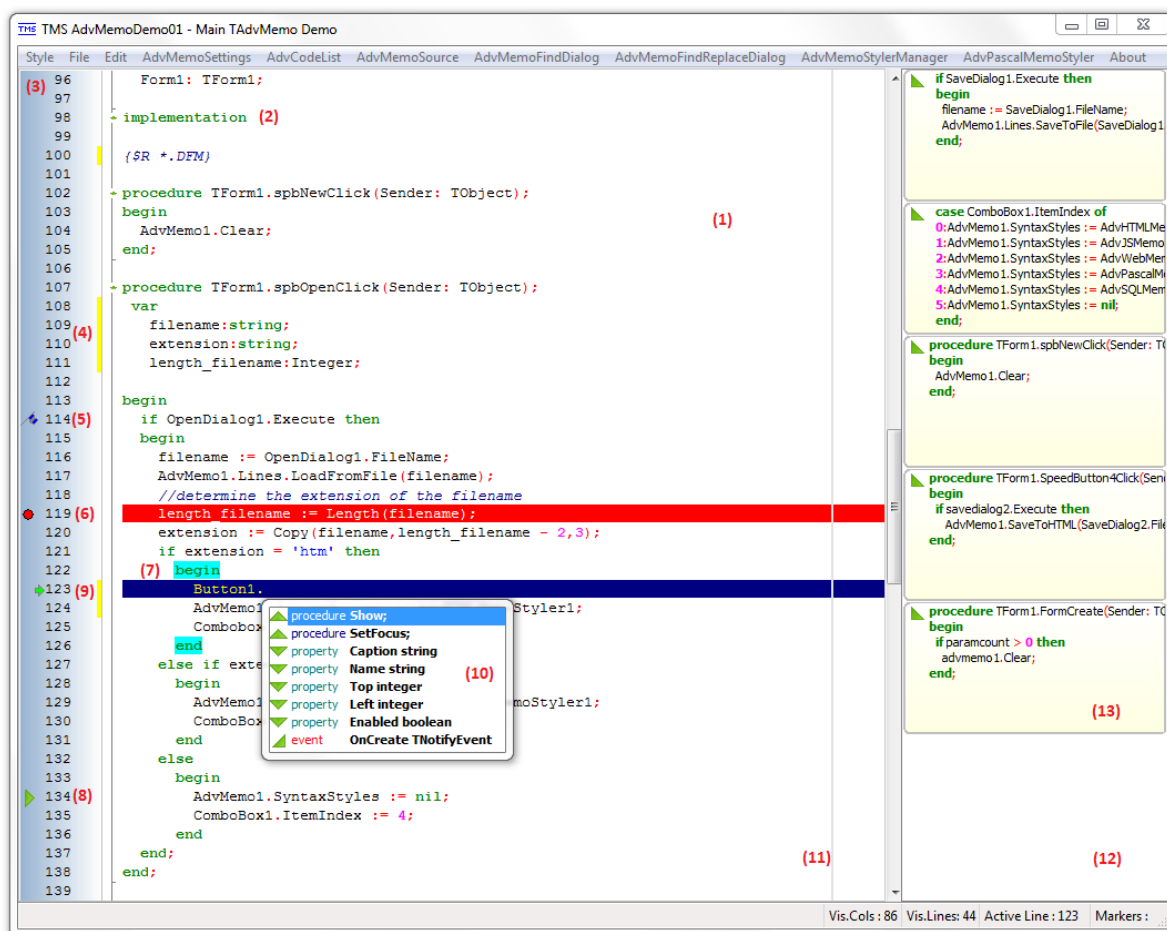 TMS TMS AdvMemoDemo01 - Main TAdvMemo Demo
Style File Edit AdvMemoSettings AdvCodeList AdvMemoSource AdvMemoFindDialog AdvMemoFindReplaceDialog AdvMemoStylerManager AdvPascalMemoStyler About
(3) 96 Form1: TForm1;
97
98 implementation (2)
99
100 {$R *.DFM}
101
102 procedure TForm1.spbNewClick(Sender: TObject);
103 begin (1)
104 AdvMemo1.Clear;
105 end;
106
107 procedure TForm1.spbOpenClick(Sender: TObject);
108 var
109 filename:string;
(4)
110 extension:string;
111 length_filename:Integer;
112
113 begin
114 (5) if OpenDialog1.Execute then
115 begin
116 filename := OpenDialog1.FileName;
117 AdvMemo1.Lines.LoadFromFile(filename);
118 //determine the extension of the filename
119 (6) length_filename := Length(filename);
120 extension := Copy(filename,length_filename - 2,3);
121 if extension = 'htm' then
122 (7) begin
123 (9) Button1.
124 AdvMemo1 Styler1;
125 Combobox
126 end
127 else if exte
128 begin
129 AdvMemo1 moStyler1;
130 ComboBox
131 end
132 else
133 begin
134 (8) AdvMemo1.SyntaxStyles := nil;
135 ComboBox1.ItemIndex := 4;
136 end
137 end; (11)
138 end;
139
procedure Show;
procedure SetFocus;
property Caption string
property Name string
(10)
property Top integer
property Left integer
property Enabled boolean
event OnCreate TNotifyEvent
if SaveDialog1.Execute then
begin
filename := SaveDialog1.FileName;
AdvMemo1.Lines.SaveToFile(SaveDialog1
end;
case ComboBox1.ItemIndex of
0:AdvMemo1.SyntaxStyles := AdvHTMLMe
1:AdvMemo1.SyntaxStyles := AdvJSMemo
2:AdvMemo1.SyntaxStyles := AdvWebMem
3:AdvMemo1.SyntaxStyles := AdvPascalM
4:AdvMemo1.SyntaxStyles := AdvSQLMem
5:AdvMemo1.SyntaxStyles := nil;
end;
procedure TForm1.spbNewClick(Sender: TO
begin
AdvMemo1.Clear;
end;
procedure TForm1.SpeedButton4Click(Sen
begin
if savedialog2.Execute then
AdvMemo1.SaveToHTML(SaveDialog2.File
end;
procedure TForm1.FormCreate(Sender: TO
begin
if paramcount > 0 then
advmemo1.Clear;
end;
(13)
(12)
Vis.Cols : 86 Vis.Lines: 44 Active Line : 123 Markers :